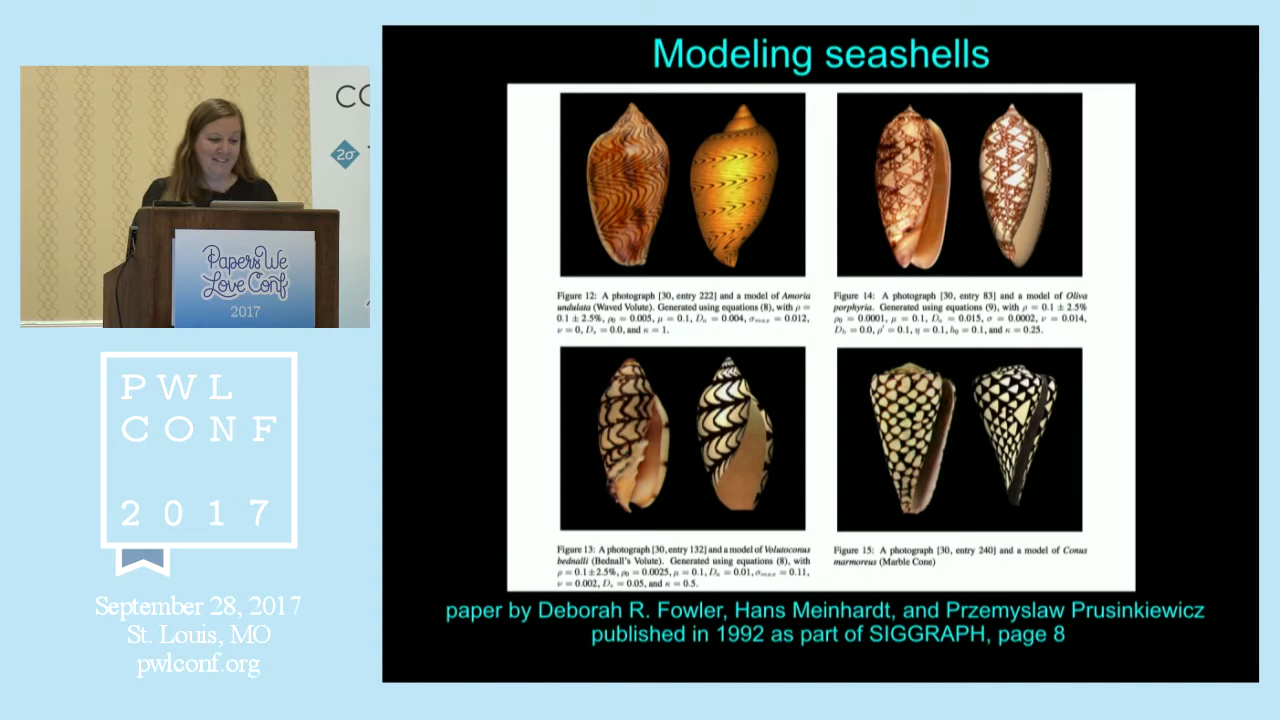 CO
2σ
Papers We
Love Conf
2017
PWL
CONF
2017
September 28, 2017
St. Louis, MO
pwlconf.org
Modeling seashells
Figure 12: A photograph [30, entry 222] and a model of Amoria
undulata (Waved Volute). Generated using equations (8), with ρ =
0.1 ± 2.5%, ρ₀ = 0.005, μ = 0.1, Dₐ = 0.004, σₘₐₓ = 0.012,
ν = 0, Dₛ = 0.0, and κ = 1.
Figure 14: A photograph [30, entry 83] and a model of Oliva
porphyria. Generated using equations (9), with ρ = 0.1 ± 2.5%
ρ₀ = 0.0001, μ = 0.1, Dₐ = 0.015, σ = 0.0002, ν = 0.014,
Dₕ = 0.0, ρ′ = 0.1, η = 0.1, h₀ = 0.1, and κ = 0.25.
Figure 13: A photograph [30, entry 132] and a model of Volutoconus
bednalli (Bednall's Volute). Generated using equations (8), with
ρ = 0.1±2.5%, ρ₀ = 0.0025, μ = 0.1, Dₐ = 0.01, σₘₐₓ = 0.11,
ν = 0.002, Dₛ = 0.05, and κ = 0.5.
Figure 15: A photograph [30, entry 240] and a model of Conus
marmoreus (Marble Cone)
paper by Deborah R. Fowler, Hans Meinhardt, and Przemyslaw Prusinkiewicz
published in 1992 as part of SIGGRAPH, page 8